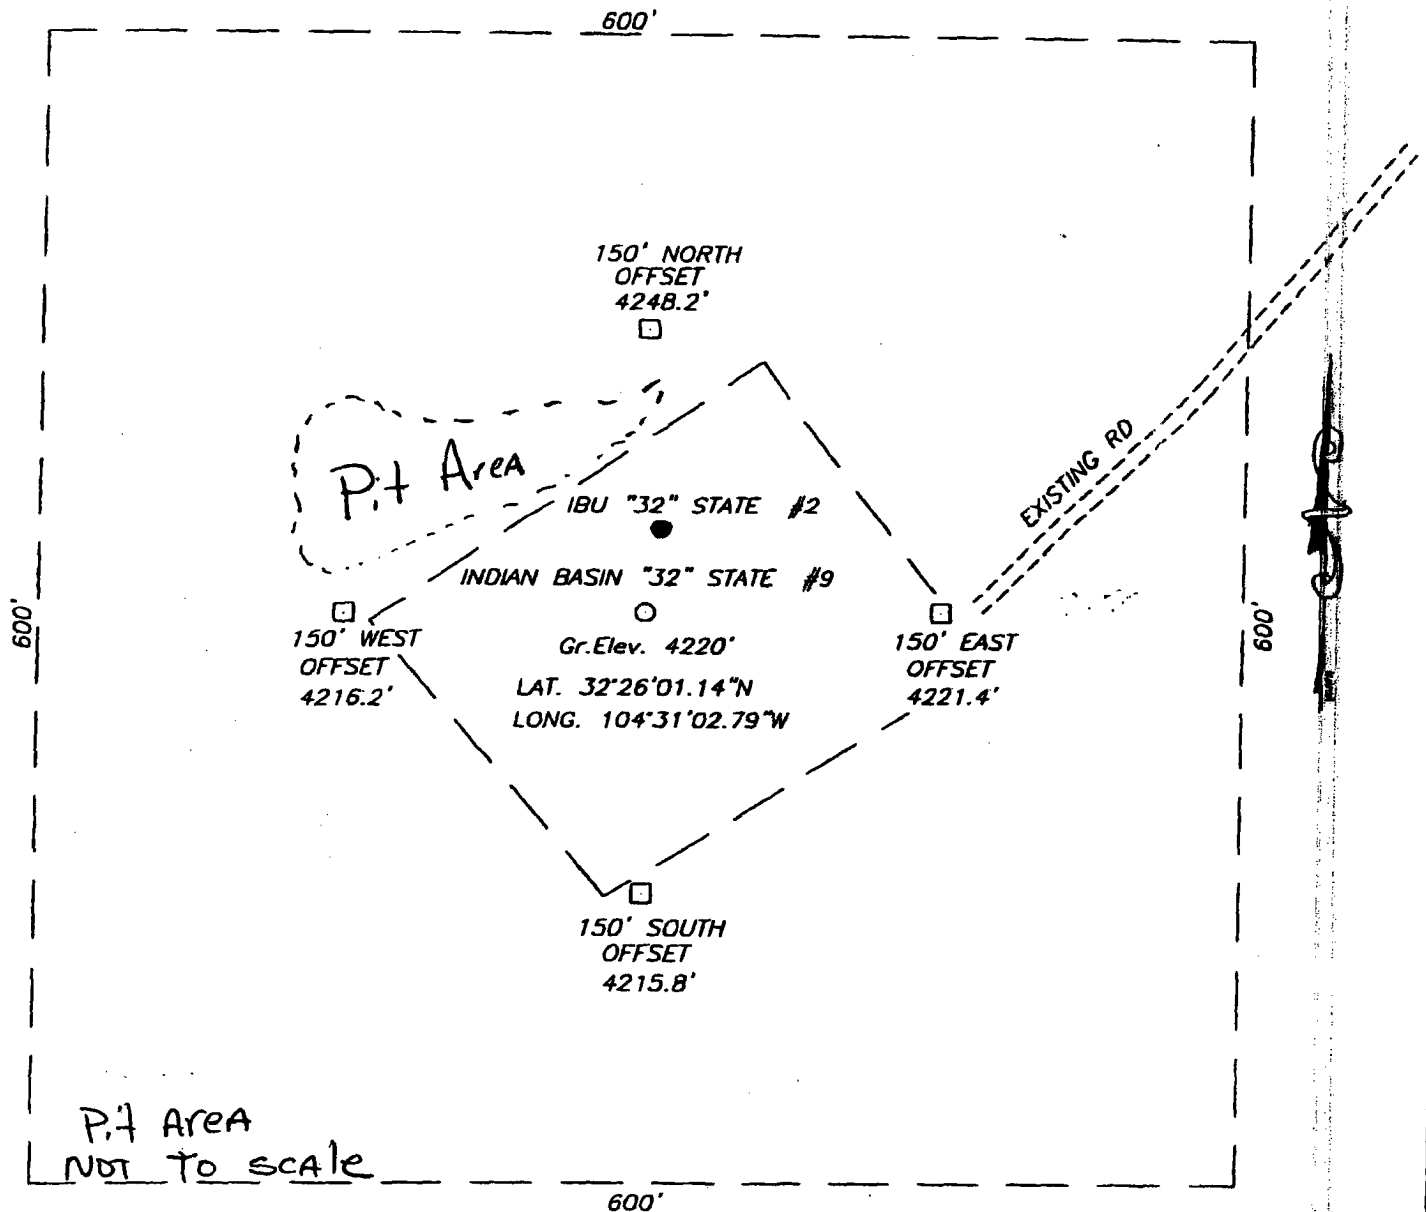 600'
150' NORTH
OFFSET
4248.2'
Pit Area
EXISTING RD
IBU "32" STATE #2
INDIAN BASIN "32" STATE #9
600'
600'
150' WEST
OFFSET
4216.2'
Gr.Elev. 4220'
LAT. 32°26'01.14"N
LONG. 104°31'02.79"W
150' EAST
OFFSET
4221.4'
150' SOUTH
OFFSET
4215.8'
Pit Area
NOT To SCAle
600'